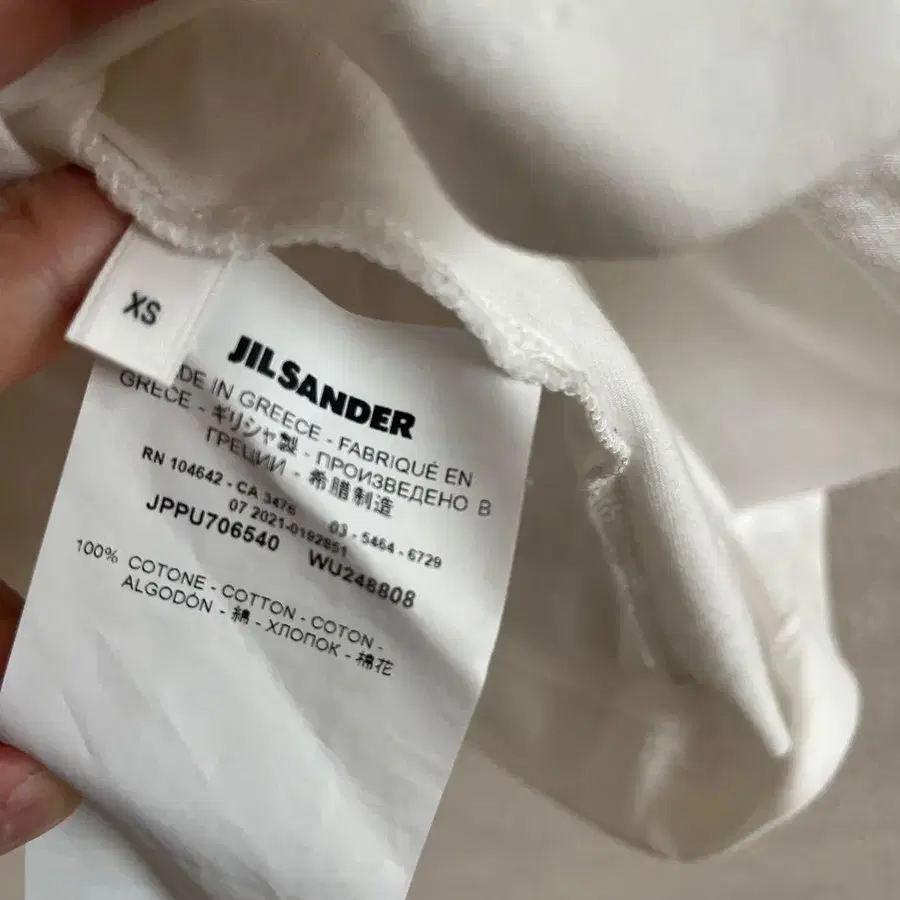 XS
JIL SANDER
DE IN GREECE - FABRIQUÉ EN
GRECE - ギリシャ製 - ПРОИЗВЕДЕНО В
ГРЕЦИИ - 希腊制造
RN 104642 - CA 3476 03 - 5464 - 6729
07 2021-0192851
JPPU706540 WU248808
100% COTONE - COTTON - COTON -
ALGODÓN - 綿 - ХЛОПОК - 棉花